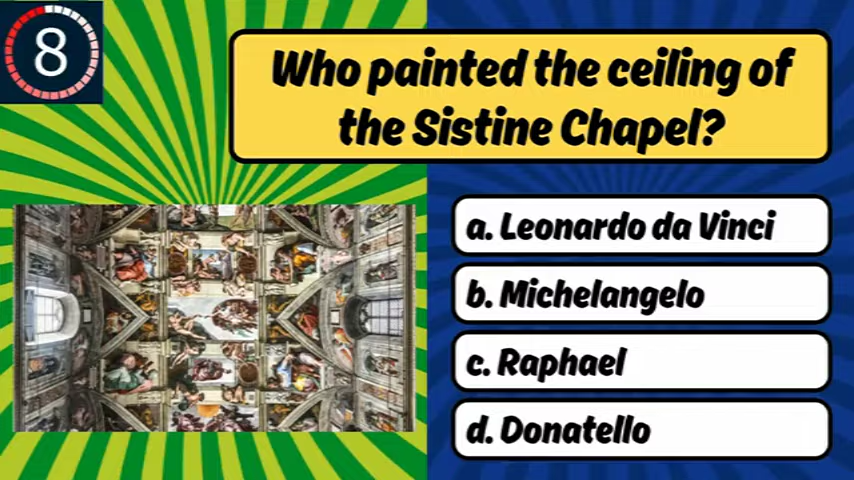 8
Who painted the ceiling of
the Sistine Chapel?
a. Leonardo da Vinci
b. Michelangelo
c. Raphael
d. Donatello